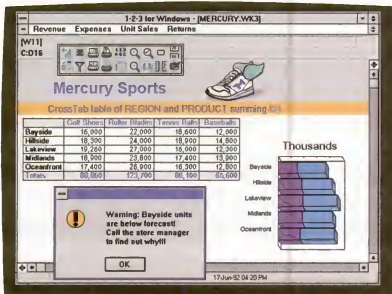 1-2-3 for Windows - [MERCURY.WK3]
Revenue Expenses Unit Sales Returns
[W11]
C:D16
Mercury Sports
CrossTab table of REGION and PRODUCT summing
Golf Shoes Roller Blades Tennis Balls Baseballs
Bayside 16,000 22,000 18,600 12,000
Hillside 18,300 24,000 18,900 14,800
Lakeview 19,260 27,000 16,000 12,300
Midlands 18,900 23,800 17,400 13,900
Oceanfront 17,400 26,900 16,300 12,800
Totals
Thousands
Bayside
Hillside
Lakeview
Midlands
Oceanfront
Warning: Bayside units
are below forecast!
Call the store manager
to find out why!!!
OK
17-Jun-92 04:20 PM